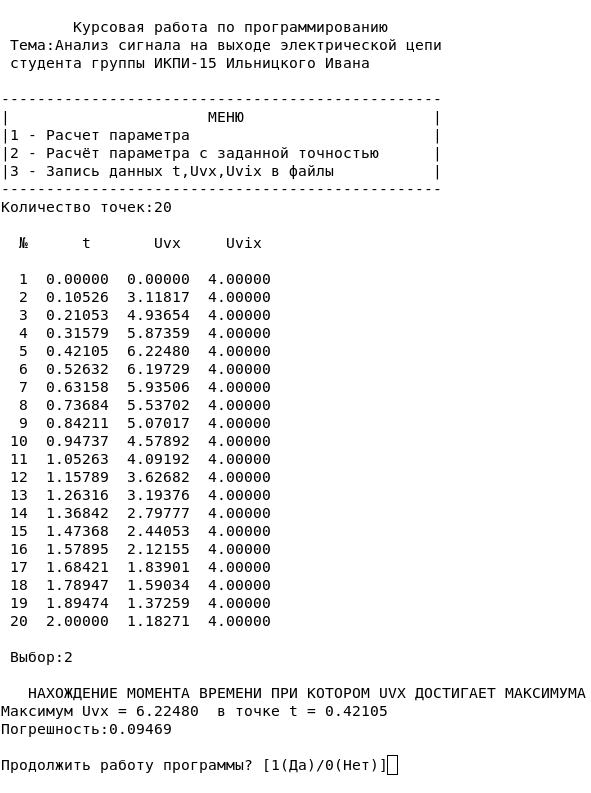 Курсовая работа по программированию
Тема:Анализ сигнала на выходе электрической цепи
студента группы ИКПИ-15 Ильницкого Ивана
-------------------------------------------------
|                      МЕНЮ                     |
|1 - Расчет параметра                           |
|2 - Расчёт параметра с заданной точностью      |
|3 - Запись данных t,Uvx,Uvix в файлы           |
-------------------------------------------------
Количество точек:20
№      t       Uvx     Uvix
1  0.00000  0.00000  4.00000
2  0.10526  3.11817  4.00000
3  0.21053  4.93654  4.00000
4  0.31579  5.87359  4.00000
5  0.42105  6.22480  4.00000
6  0.52632  6.19729  4.00000
7  0.63158  5.93506  4.00000
8  0.73684  5.53702  4.00000
9  0.84211  5.07017  4.00000
10  0.94737  4.57892  4.00000
11  1.05263  4.09192  4.00000
12  1.15789  3.62682  4.00000
13  1.26316  3.19376  4.00000
14  1.36842  2.79777  4.00000
15  1.47368  2.44053  4.00000
16  1.57895  2.12155  4.00000
17  1.68421  1.83901  4.00000
18  1.78947  1.59034  4.00000
19  1.89474  1.37259  4.00000
20  2.00000  1.18271  4.00000
Выбор:2
НАХОЖДЕНИЕ МОМЕНТА ВРЕМЕНИ ПРИ КОТОРОМ UVX ДОСТИГАЕТ МАКСИМУМА
Максимум Uvx = 6.22480  в точке t = 0.42105
Погрешность:0.09469
Продолжить работу программы? [1(Да)/0(Нет)]